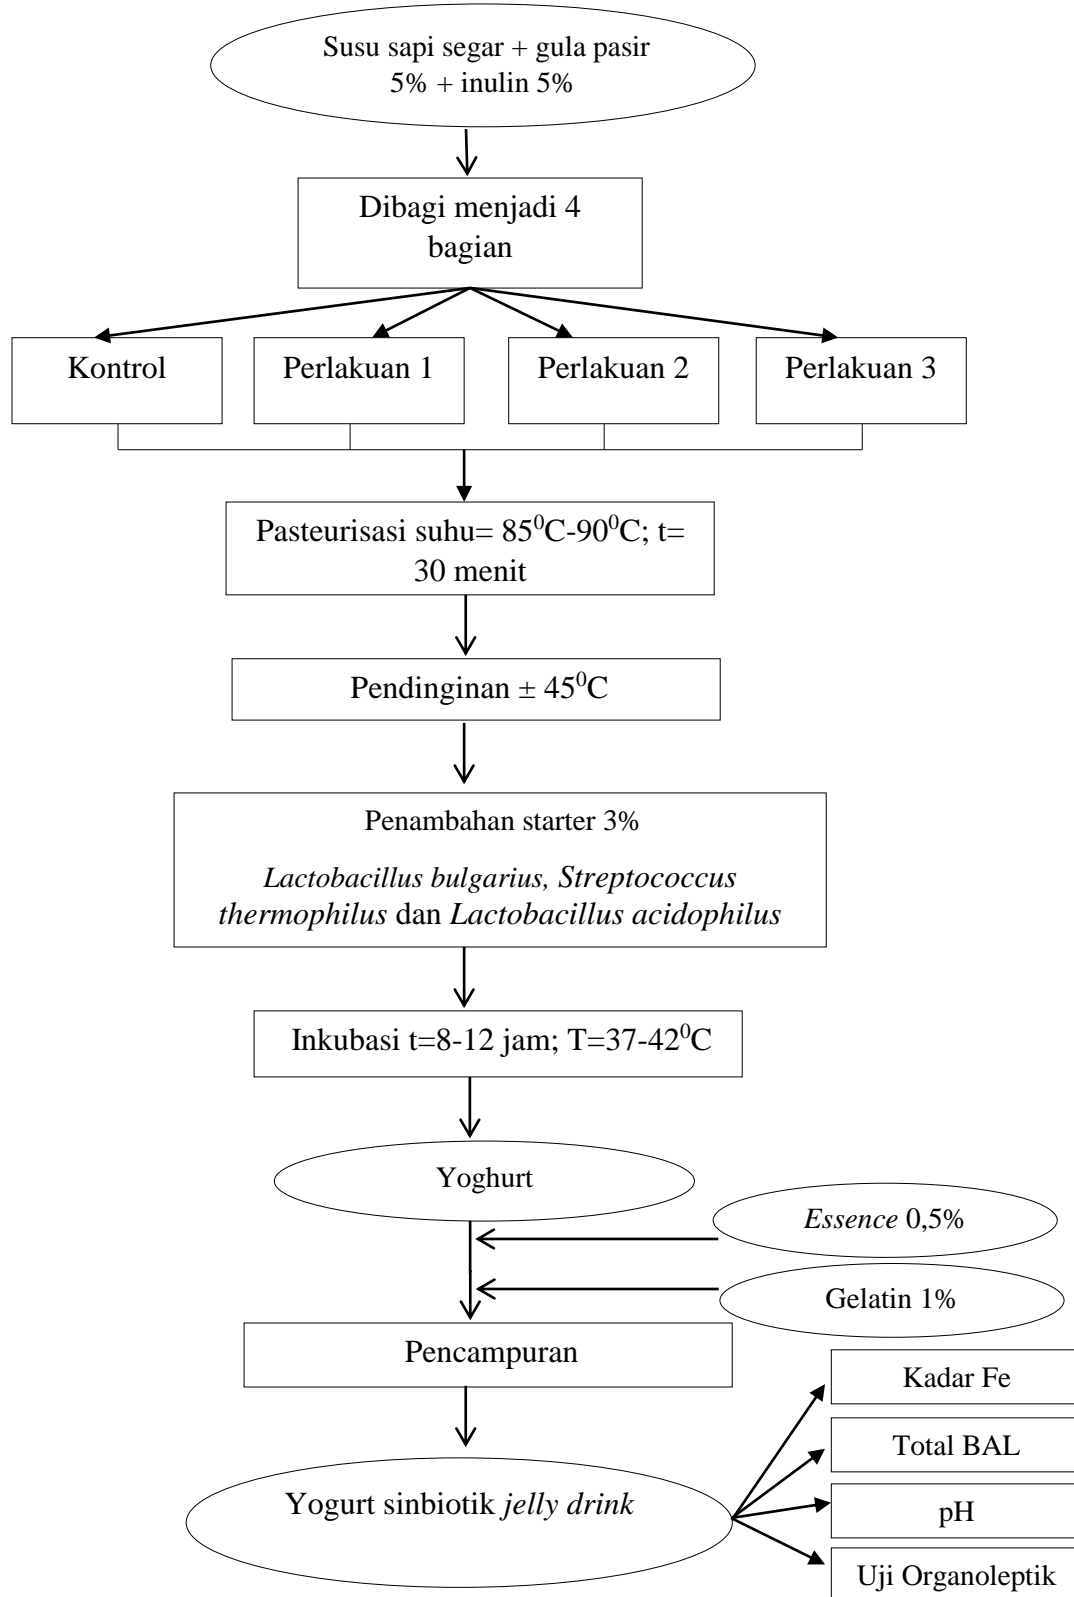 Susu sapi segar + gula pasir
5% + inulin 5%
Dibagi menjadi 4
bagian
Kontrol
Perlakuan 1
Perlakuan 2
Perlakuan 3
Pasteurisasi suhu= 85⁰C-90⁰C; t=
30 menit
Pendinginan ± 45⁰C
Penambahan starter 3%
Lactobacillus bulgarius, Streptococcus
thermophilus dan Lactobacillus acidophilus
Inkubasi t=8-12 jam; T=37-42⁰C
Yoghurt
Essence 0,5%
Gelatin 1%
Pencampuran
Kadar Fe
Total BAL
Yogurt sinbiotik jelly drink
pH
Uji Organoleptik